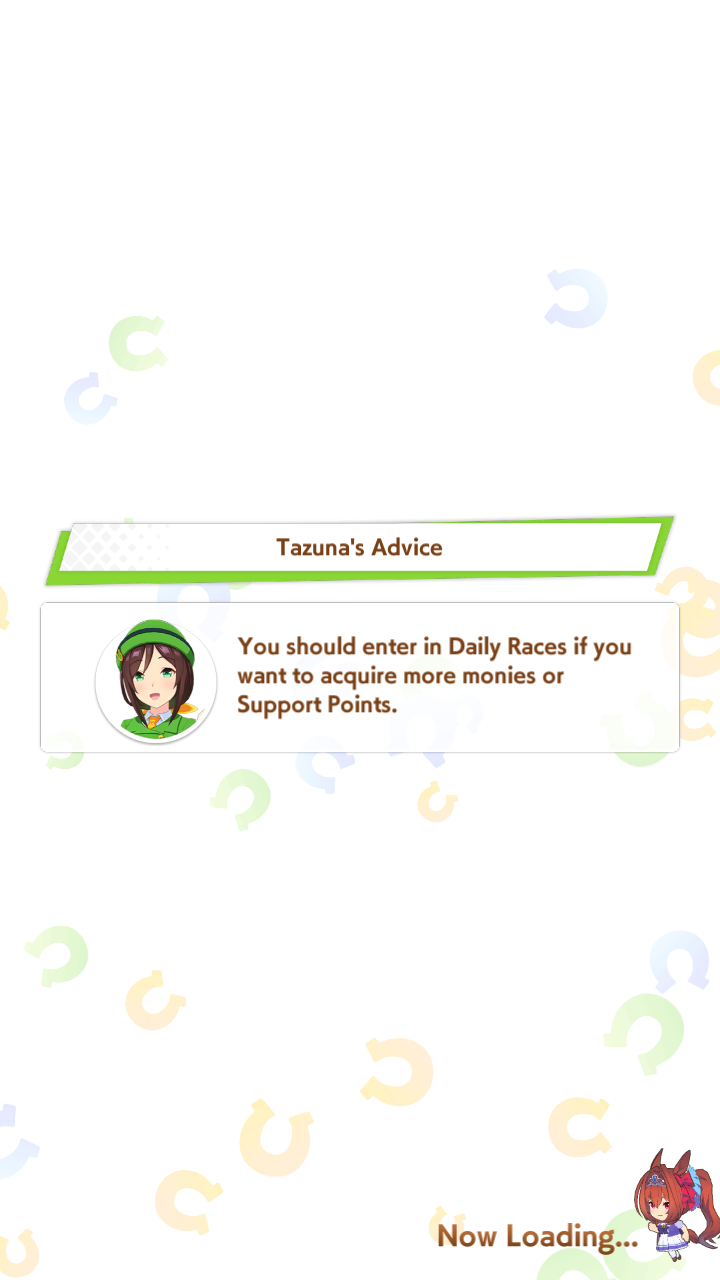 Tazuna's Advice
You should enter in Daily Races if you
want to acquire more monies or
Support Points.
Now Loading...